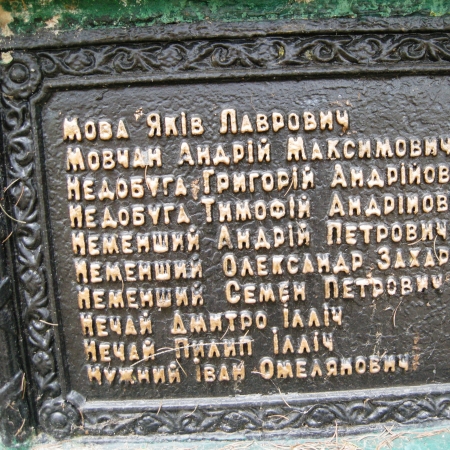 Мова Яків Лаврович
Мовчан Андрій Максимович
Недобуга Григорій Андрійов
Недобуга Тимофій Андрійов
Неменший Андрій Петрович
Неменший Олександр Захар
Неменший Семен Петрович
Нечай Дмитро Ілліч
Нечай Пилип Ілліч
Нужний Іван Омелянович